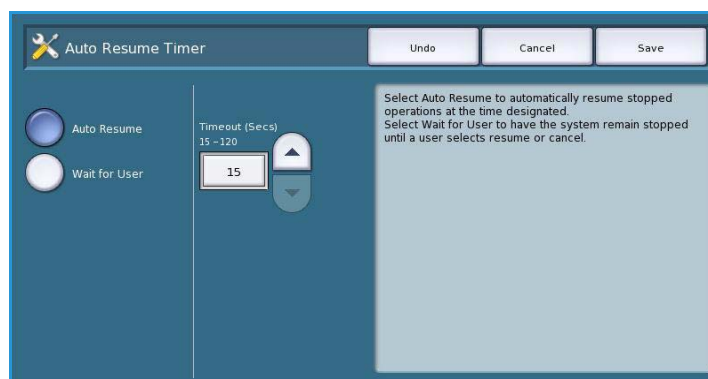 Auto Resume Timer
Undo
Cancel
Save
Auto Resume
Wait for User
Timeout (Secs)
15 –120
15
Select Auto Resume to automatically resume stopped
operations at the time designated.
Select Wait for User to have the system remain stopped
until a user selects resume or cancel.